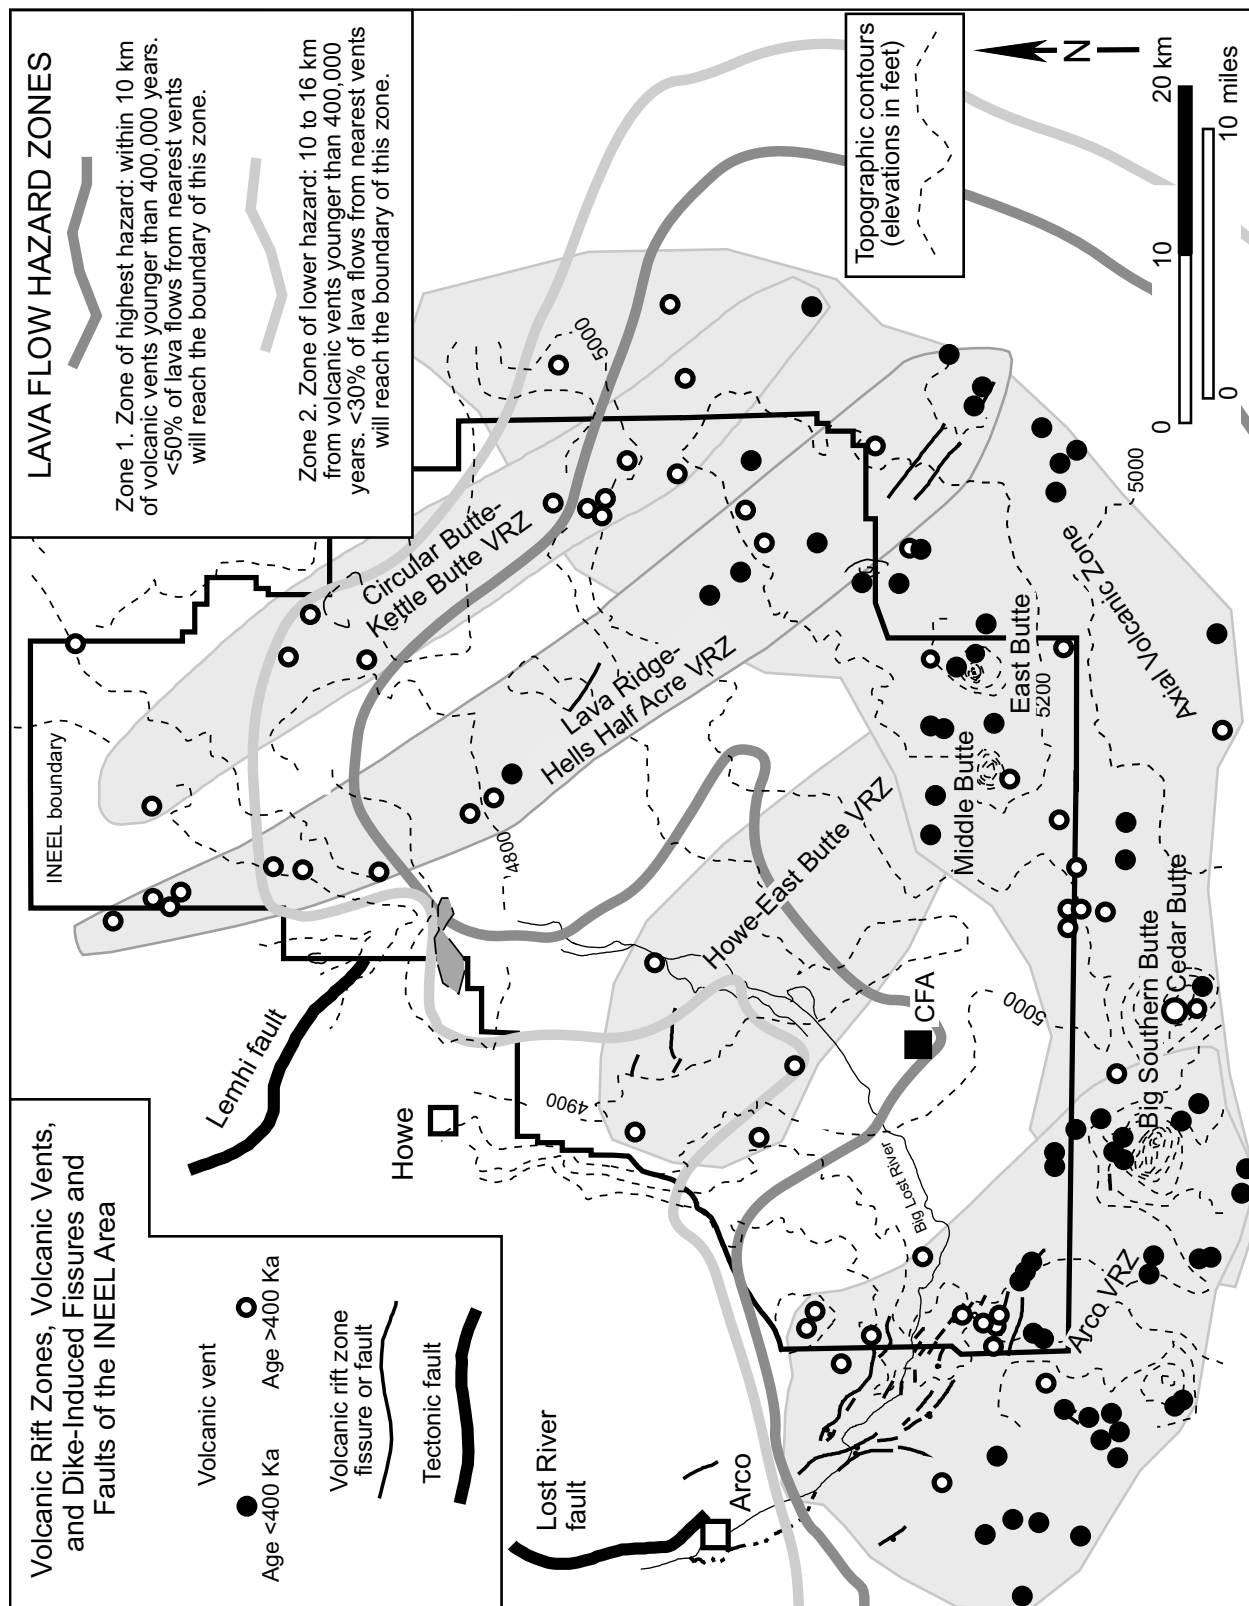 Volcanic Rift Zones, Volcanic Vents,
and Dike-Induced Fissures and
Faults of the INEEL Area
Volcanic vent
Age <400 Ka
Age >400 Ka
Volcanic rift zone
fissure or fault
Tectonic fault
LAVA FLOW HAZARD ZONES
Zone 1. Zone of highest hazard: within 10 km
of volcanic vents younger than 400,000 years.
<50% of lava flows from nearest vents
will reach the boundary of this zone.
Zone 2. Zone of lower hazard: 10 to 16 km
from volcanic vents younger than 400,000
years. <30% of lava flows from nearest vents
will reach the boundary of this zone.
INEEL boundary
Lemhi fault
Howe
Lost River
fault
Arco
Circular Butte-
Kettle Butte VRZ
5000
Lava Ridge-
Hells Half Acre VRZ
4800
4900
Howe-East Butte VRZ
Big Lost River
CFA
5000
Middle Butte
East Butte
5200
Axial Volcanic Zone
5000
Big Southern Butte
Cedar Butte
Arco VRZ
Topographic contours
(elevations in feet)
N
0
10
20 km
0
10 miles